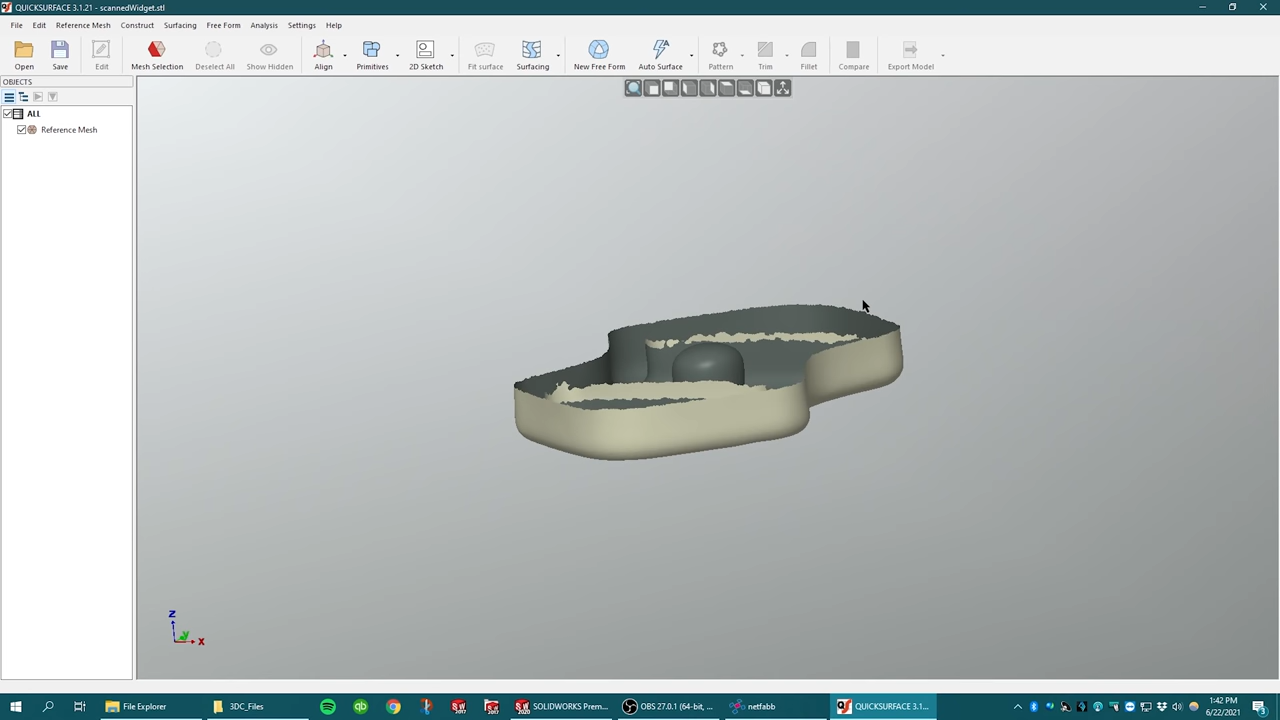 QUICKSURFACE 3.1.21 - scannedWidget.stl
File Edit Reference Mesh Construct Surfacing Free Form Analysis Settings Help
Open Save Edit Mesh Selection Deselect All Show Hidden Align Primitives 2D Sketch Fit surface Surfacing New Free Form Auto Surface Pattern Trim Fillet Compare Export Model
OBJECTS
ALL
Reference Mesh
Z
Y
X
File Explorer 3DC_Files SOLIDWORKS Prem... OBS 27.0.1 (64-bit, ... netfabb QUICKSURFACE 3.1...
1:42 PM
6/22/2021